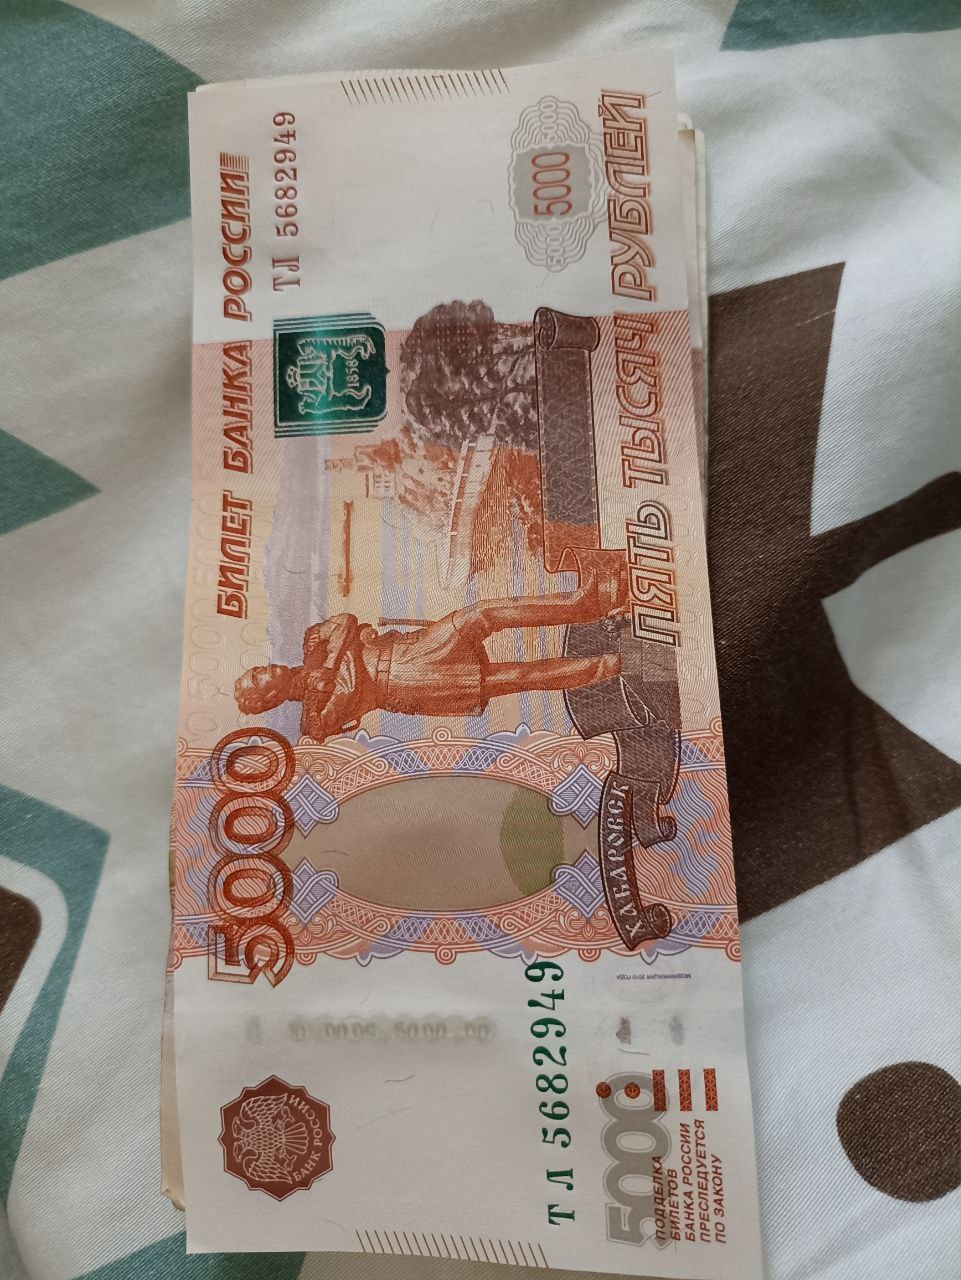 5000
БИЛЕТ БАНКА РОССИИ
ТЛ 5682949
БАНК РОССИИ
1858
ТЛ 5682949
5000 5000 5000
5000
ХАБАРОВСК
ПЯТЬ ТЫСЯЧ РУБЛЕЙ
ПОДДЕЛКА
БИЛЕТОВ
БАНКА РОССИИ
ПРЕСЛЕДУЕТСЯ
ПО ЗАКОНУ
МОДИФИКАЦИЯ 2010 ГОДА